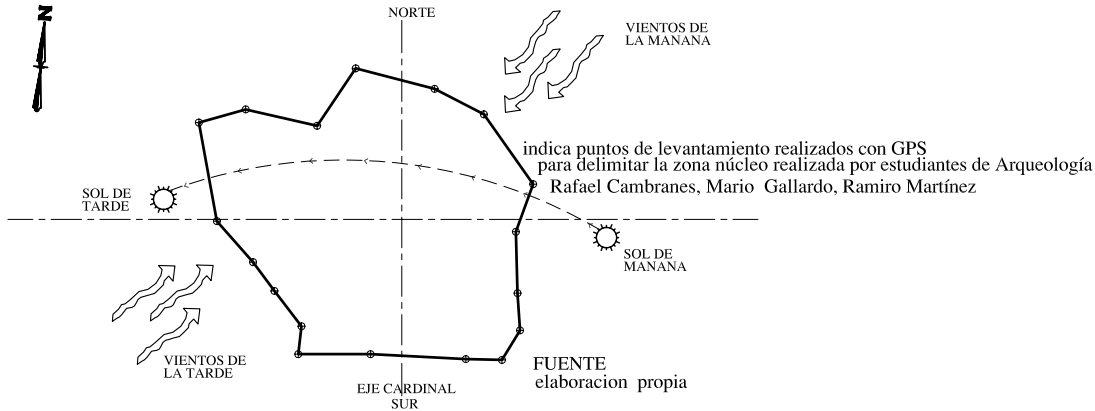 N
NORTE
VIENTOS DE
LA MANANA
indica puntos de levantamiento realizados con GPS
para delimitar la zona núcleo realizada por estudiantes de Arqueología
Rafael Cambranes, Mario Gallardo, Ramiro Martínez
SOL DE
TARDE
SOL DE
MANANA
VIENTOS DE
LA TARDE
FUENTE
elaboracion propia
EJE CARDINAL
SUR